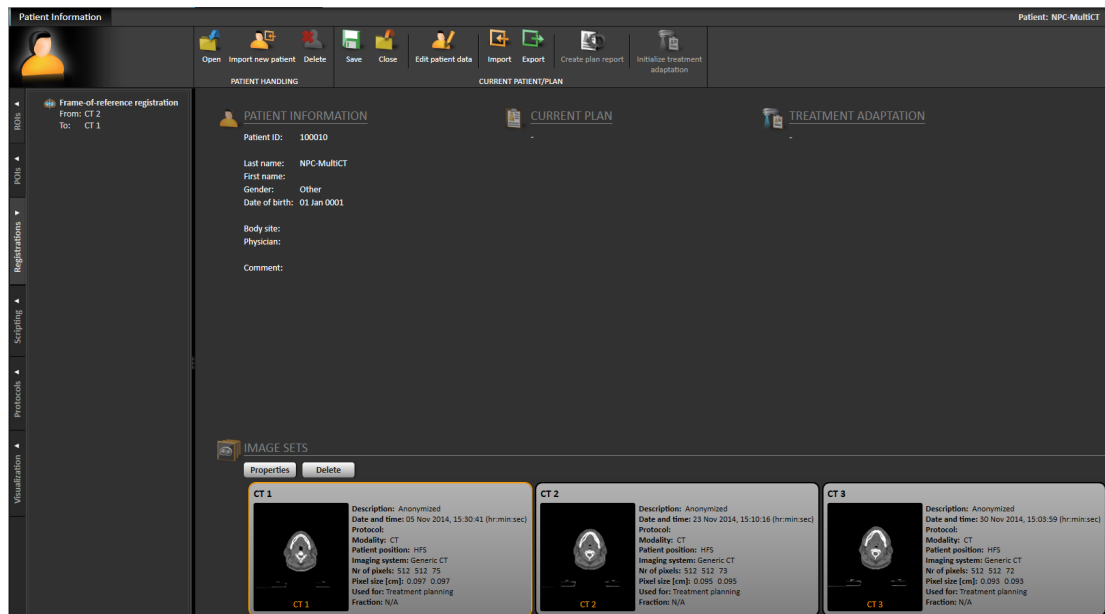 Patient Information
Patient: NPC-MultiCT
Open Import new patient Delete Save Close Edit patient data Import Export Create plan report Initialize treatment
adaptation
PATIENT HANDLING CURRENT PATIENT/PLAN
ROIs
POIs
Registrations
Scripting
Protocols
Visualization
Frame-of-reference registration
From: CT 2
To: CT 1
PATIENT INFORMATION
Patient ID: 100010
Last name: NPC-MultiCT
First name:
Gender: Other
Date of birth: 01 Jan 0001
Body site:
Physician:
Comment:
CURRENT PLAN
-
TREATMENT ADAPTATION
-
IMAGE SETS
Properties Delete
CT 1
Description: Anonymized
Date and time: 05 Nov 2014, 15:30:41 (hr:min:sec)
Protocol:
Modality: CT
Patient position: HFS
Imaging system: Generic CT
Nr of pixels: 512 512 75
Pixel size [cm]: 0.097 0.097
Used for: Treatment planning
Fraction: N/A
CT 1
CT 2
Description: Anonymized
Date and time: 23 Nov 2014, 15:10:16 (hr:min:sec)
Protocol:
Modality: CT
Patient position: HFS
Imaging system: Generic CT
Nr of pixels: 512 512 73
Pixel size [cm]: 0.095 0.095
Used for: Treatment planning
Fraction: N/A
CT 2
CT 3
Description: Anonymized
Date and time: 30 Nov 2014, 15:03:59 (hr:min:sec)
Protocol:
Modality: CT
Patient position: HFS
Imaging system: Generic CT
Nr of pixels: 512 512 72
Pixel size [cm]: 0.093 0.093
Used for: Treatment planning
Fraction: N/A
CT 3